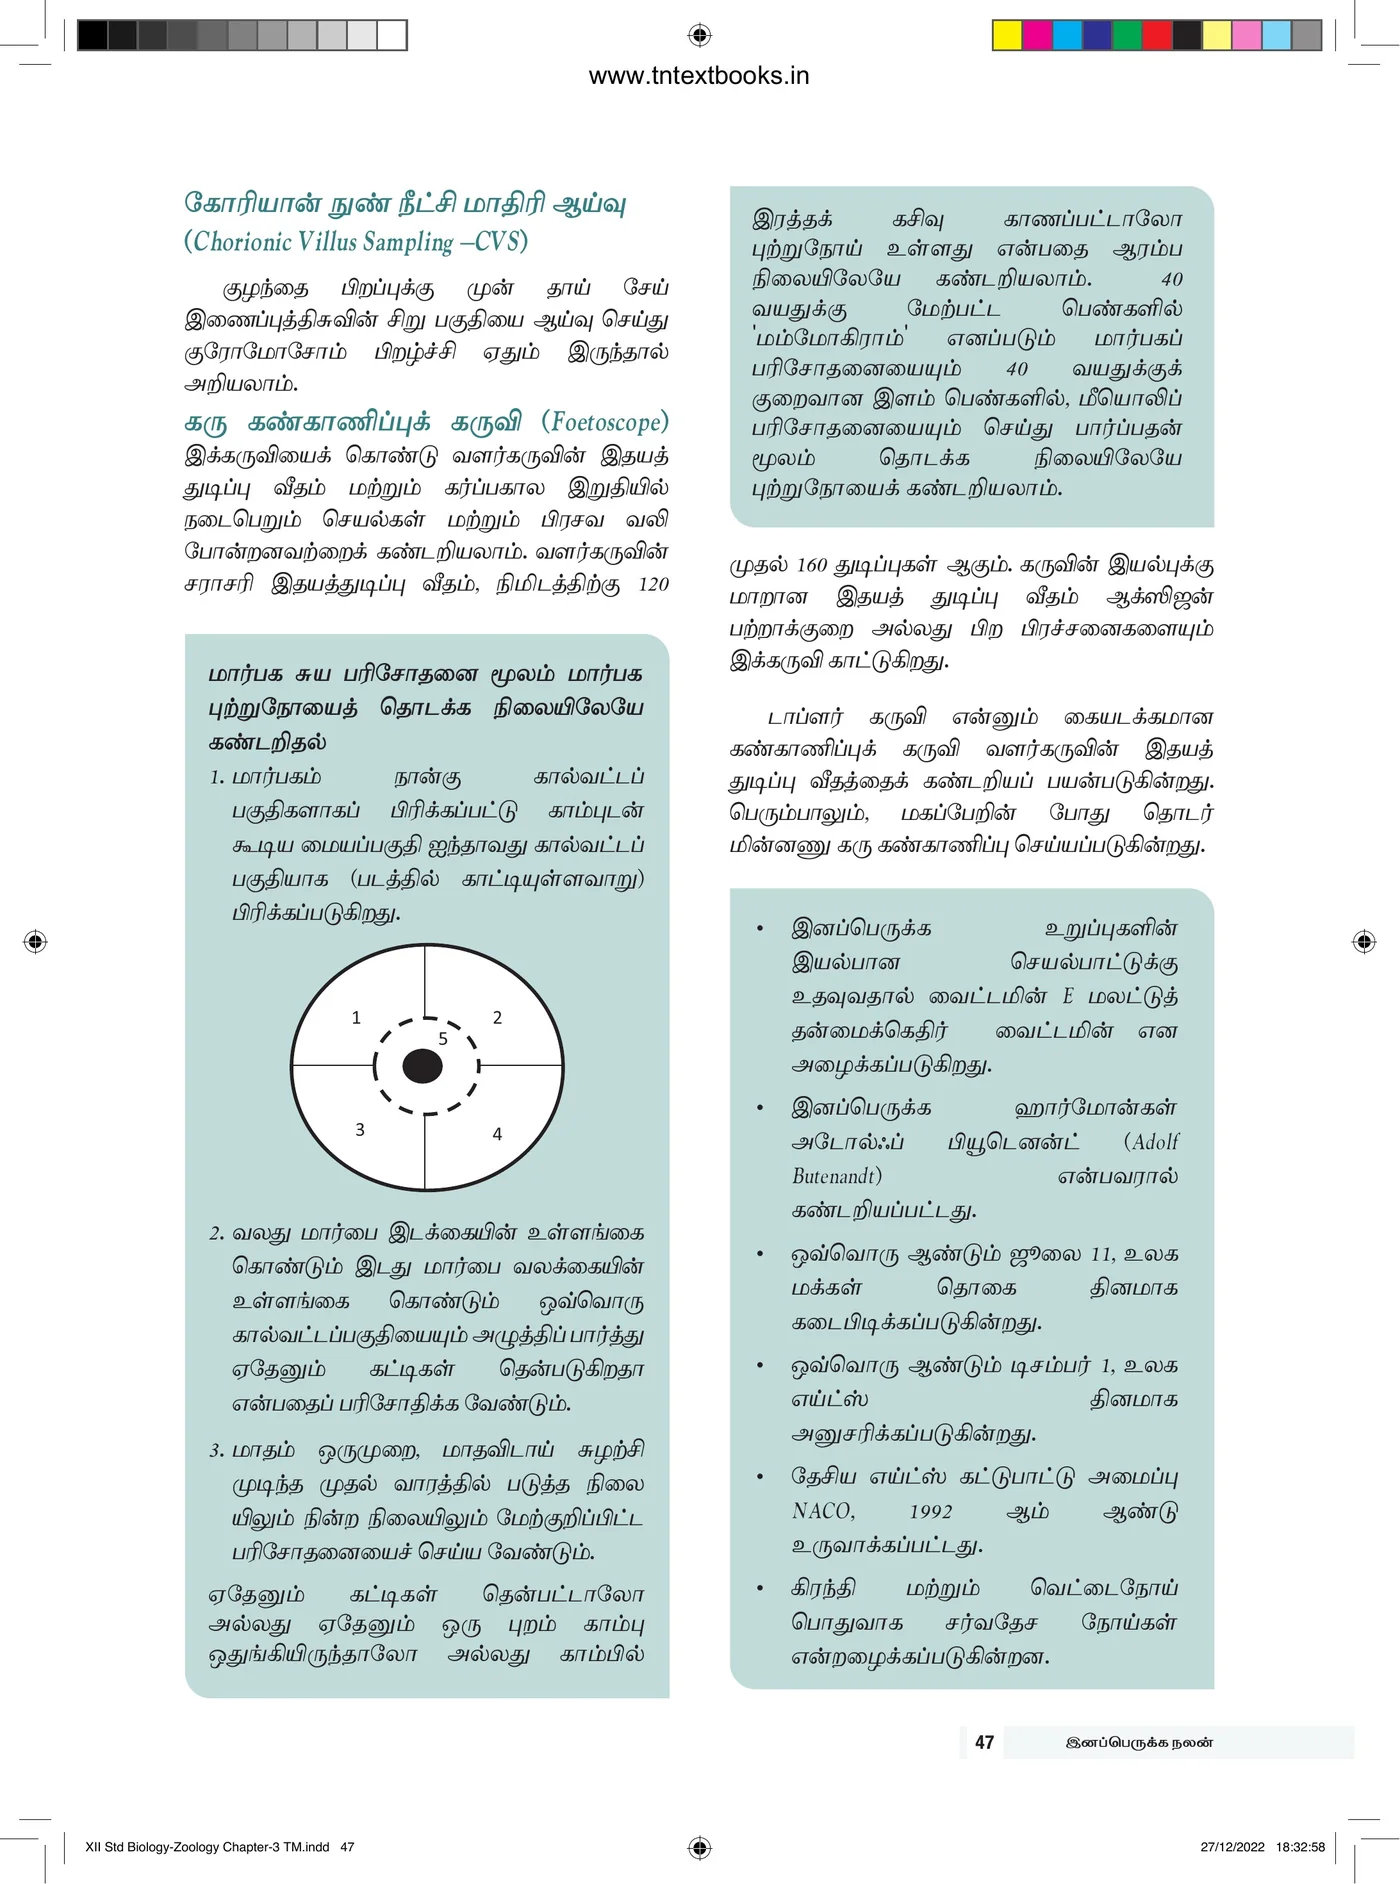 www.tntextbooks.in
கோரியான் நுண் நீட்சி மாதிரி ஆய்வு
(Chorionic Villus Sampling –CVS)
குழந்தை பிறப்புக்கு முன் தாய் சேய்
இணைப்புத்திசுவின் சிறு பகுதியை ஆய்வு செய்து
குரோமோசோம் பிறழ்ச்சி ஏதும் இருந்தால்
அறியலாம்.
கரு கண்காணிப்புக் கருவி (Foetoscope)
இக்கருவியைக் கொண்டு வளர்கருவின் இதயத்
துடிப்பு வீதம் மற்றும் கர்ப்பகால இறுதியில்
நடைபெறும் செயல்கள் மற்றும் பிரசவ வலி
போன்றனவற்றைக் கண்டறியலாம். வளர்கருவின்
சராசரி இதயத்துடிப்பு வீதம், நிமிடத்திற்கு 120
மார்பக சுய பரிசோதனை மூலம் மார்பக
புற்றுநோயைத் தொடக்க நிலையிலேயே
கண்டறிதல்
1. மார்பகம் நான்கு கால்வட்டப்
பகுதிகளாகப் பிரிக்கப்பட்டு காம்புடன்
கூடிய மையப்பகுதி ஐந்தாவது கால்வட்டப்
பகுதியாக (படத்தில் காட்டியுள்ளவாறு)
பிரிக்கப்படுகிறது.
1
2
5
3
4
2. வலது மார்பை இடக்கையின் உள்ளங்கை
கொண்டும் இடது மார்பை வலக்கையின்
உள்ளங்கை கொண்டும் ஒவ்வொரு
கால்வட்டப்பகுதியையும் அழுத்திப் பார்த்து
ஏதேனும் கட்டிகள் தென்படுகிறதா
என்பதைப் பரிசோதிக்க வேண்டும்.
3. மாதம் ஒருமுறை, மாதவிடாய் சுழற்சி
முடிந்த முதல் வாரத்தில் படுத்த நிலை
யிலும் நின்ற நிலையிலும் மேற்குறிப்பிட்ட
பரிசோதனையைச் செய்ய வேண்டும்.
ஏதேனும் கட்டிகள் தென்பட்டாலோ
அல்லது ஏதேனும் ஒரு புறம் காம்பு
ஒதுங்கியிருந்தாலோ அல்லது காம்பில்
இரத்தக் கசிவு காணப்பட்டாலோ
புற்றுநோய் உள்ளது என்பதை ஆரம்ப
நிலையிலேயே கண்டறியலாம். 40
வயதுக்கு மேற்பட்ட பெண்களில்
'மம்மோகிராம்' எனப்படும் மார்பகப்
பரிசோதனையையும் 40 வயதுக்குக்
குறைவான இளம் பெண்களில், மீயொலிப்
பரிசோதனையையும் செய்து பார்ப்பதன்
மூலம் தொடக்க நிலையிலேயே
புற்றுநோயைக் கண்டறியலாம்.
முதல் 160 துடிப்புகள் ஆகும். கருவின் இயல்புக்கு
மாறான இதயத் துடிப்பு வீதம் ஆக்ஸிஜன்
பற்றாக்குறை அல்லது பிற பிரச்சனைகளையும்
இக்கருவி காட்டுகிறது.
டாப்ளர் கருவி என்னும் கையடக்கமான
கண்காணிப்புக் கருவி வளர்கருவின் இதயத்
துடிப்பு வீதத்தைக் கண்டறியப் பயன்படுகின்றது.
பெரும்பாலும், மகப்பேறின் போது தொடர்
மின்னணு கரு கண்காணிப்பு செய்யப்படுகின்றது.
• இனப்பெருக்க உறுப்புகளின்
இயல்பான செயல்பாட்டுக்கு
உதவுவதால் வைட்டமின் E மலட்டுத்
தன்மைக்கெதிர் வைட்டமின் என
அழைக்கப்படுகிறது.
• இனப்பெருக்க ஹார்மோன்கள்
அடோல்ஃப் பியூடெனன்ட் (Adolf
Butenandt) என்பவரால்
கண்டறியப்பட்டது.
• ஒவ்வொரு ஆண்டும் ஜூலை 11, உலக
மக்கள் தொகை தினமாக
கடைபிடிக்கப்படுகின்றது.
• ஒவ்வொரு ஆண்டும் டிசம்பர் 1, உலக
எய்ட்ஸ் தினமாக
அனுசரிக்கப்படுகின்றது.
• தேசிய எய்ட்ஸ் கட்டுபாட்டு அமைப்பு
NACO, 1992 ஆம் ஆண்டு
உருவாக்கப்பட்டது.
• கிரந்தி மற்றும் வெட்டைநோய்
பொதுவாக சர்வதேச நோய்கள்
என்றழைக்கப்படுகின்றன.
47 இனப்பெருக்க நலன்
XII Std Biology-Zoology Chapter-3 TM.indd 47
27/12/2022 18:32:58